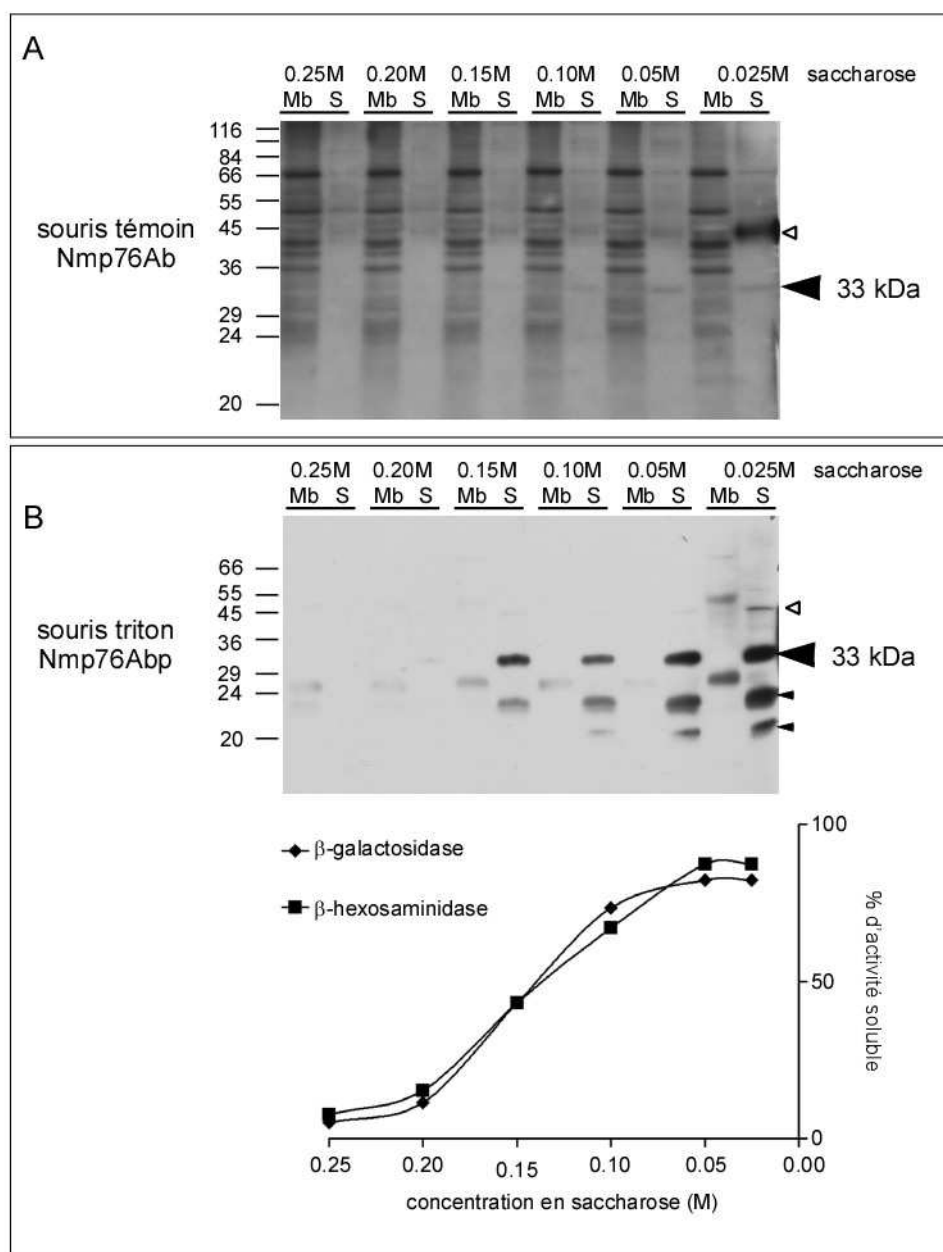 A
0.25M 0.20M 0.15M 0.10M 0.05M 0.025M saccharose
Mb S Mb S Mb S Mb S Mb S Mb S
116
84
66
55
45
36
29
24
20
souris témoin
Nmp76Ab
33 kDa
B
0.25M 0.20M 0.15M 0.10M 0.05M 0.025M saccharose
Mb S Mb S Mb S Mb S Mb S Mb S
66
55
45
36
29
24
20
souris triton
Nmp76Abp
33 kDa
β-galactosidase
β-hexosaminidase
100
50
0
% d'activité soluble
0.25 0.20 0.15 0.10 0.05 0.00
concentration en saccharose (M)